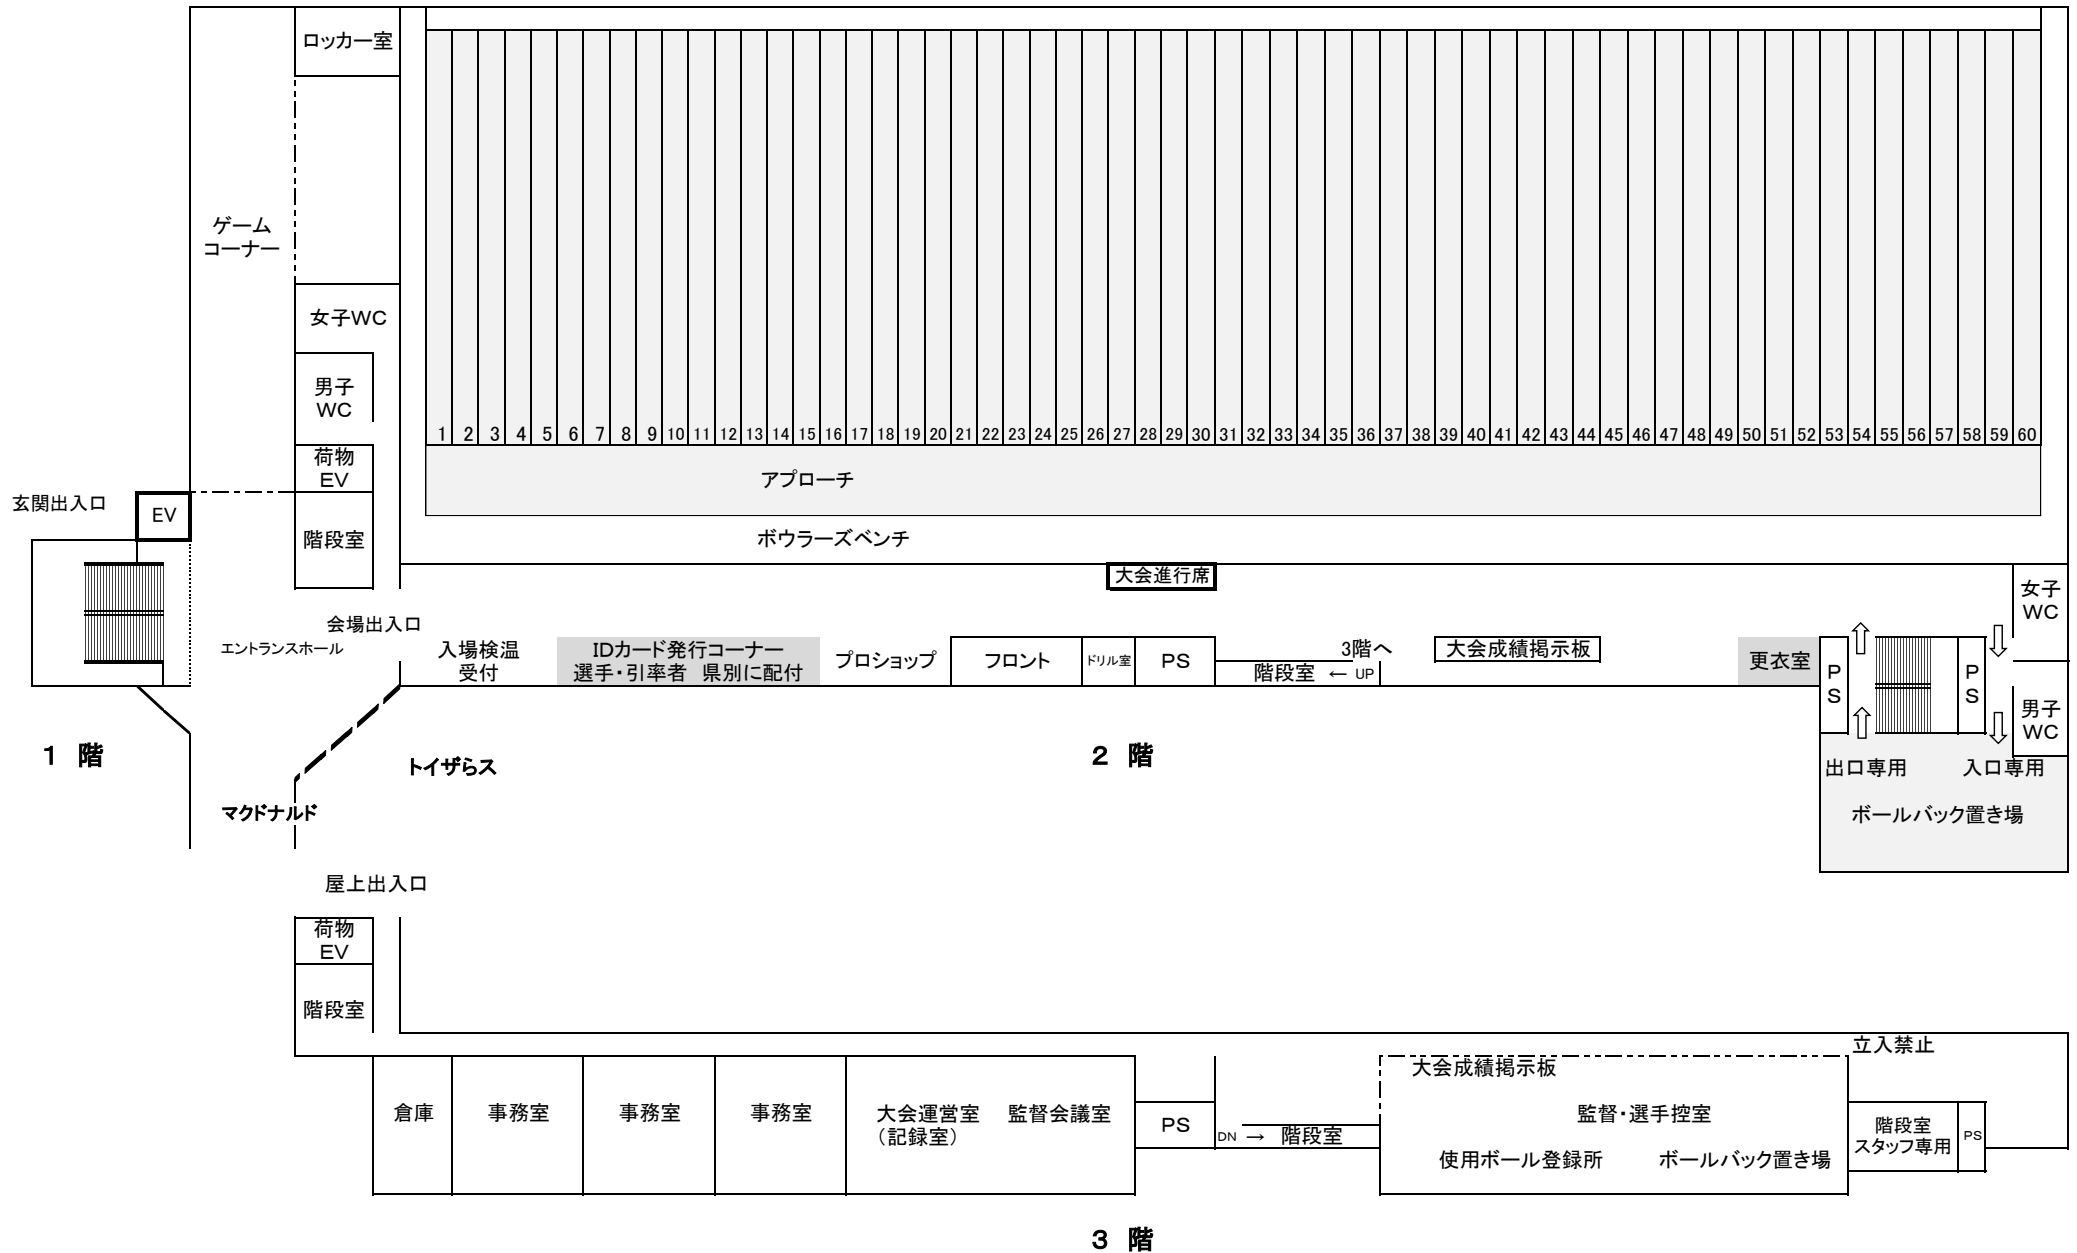 ロッカー室
ゲーム
コーナー
女子WC
男子
WC
1 2 3 4 5 6 7 8 9 10 11 12 13 14 15 16 17 18 19 20 21 22 23 24 25 26 27 28 29 30 31 32 33 34 35 36 37 38 39 40 41 42 43 44 45 46 47 48 49 50 51 52 53 54 55 56 57 58 59 60
荷物
EV
アプローチ
玄関出入口
EV
階段室
ボウラーズベンチ
大会進行席
女子
WC
会場出入口
エントランスホール
入場検温
受付
IDカード発行コーナー
選手・引率者 県別に配付
プロショップ
フロント
ドリル室
PS
3階へ
階段室 ← UP
大会成績掲示板
更衣室
P
S
P
S
男子
WC
1 階
トイザらス
2 階
出口専用
入口専用
マクドナルド
ボールバック置き場
屋上出入口
荷物
EV
階段室
立入禁止
大会成績掲示板
倉庫
事務室
事務室
事務室
大会運営室
(記録室)
監督会議室
PS
DN → 階段室
監督・選手控室
使用ボール登録所
ボールバック置き場
階段室
スタッフ専用
PS
3 階